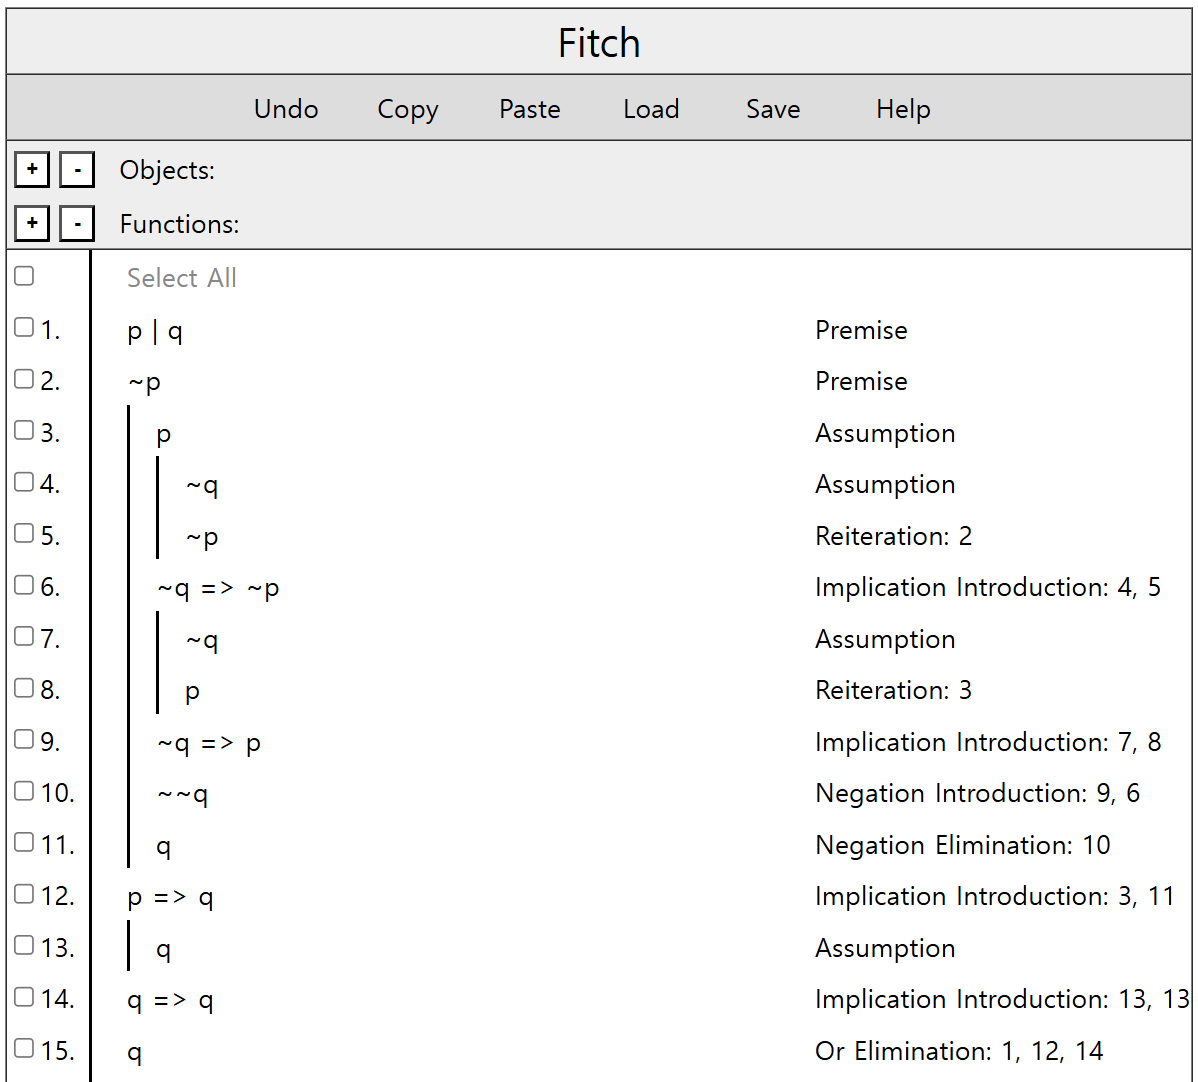 Fitch
Undo Copy Paste Load Save Help
+ - Objects:
+ - Functions:
Select All
1. p | q Premise
2. ~p Premise
3. p Assumption
4. ~q Assumption
5. ~p Reiteration: 2
6. ~q => ~p Implication Introduction: 4, 5
7. ~q Assumption
8. p Reiteration: 3
9. ~q => p Implication Introduction: 7, 8
10. ~~q Negation Introduction: 9, 6
11. q Negation Elimination: 10
12. p => q Implication Introduction: 3, 11
13. q Assumption
14. q => q Implication Introduction: 13, 13
15. q Or Elimination: 1, 12, 14